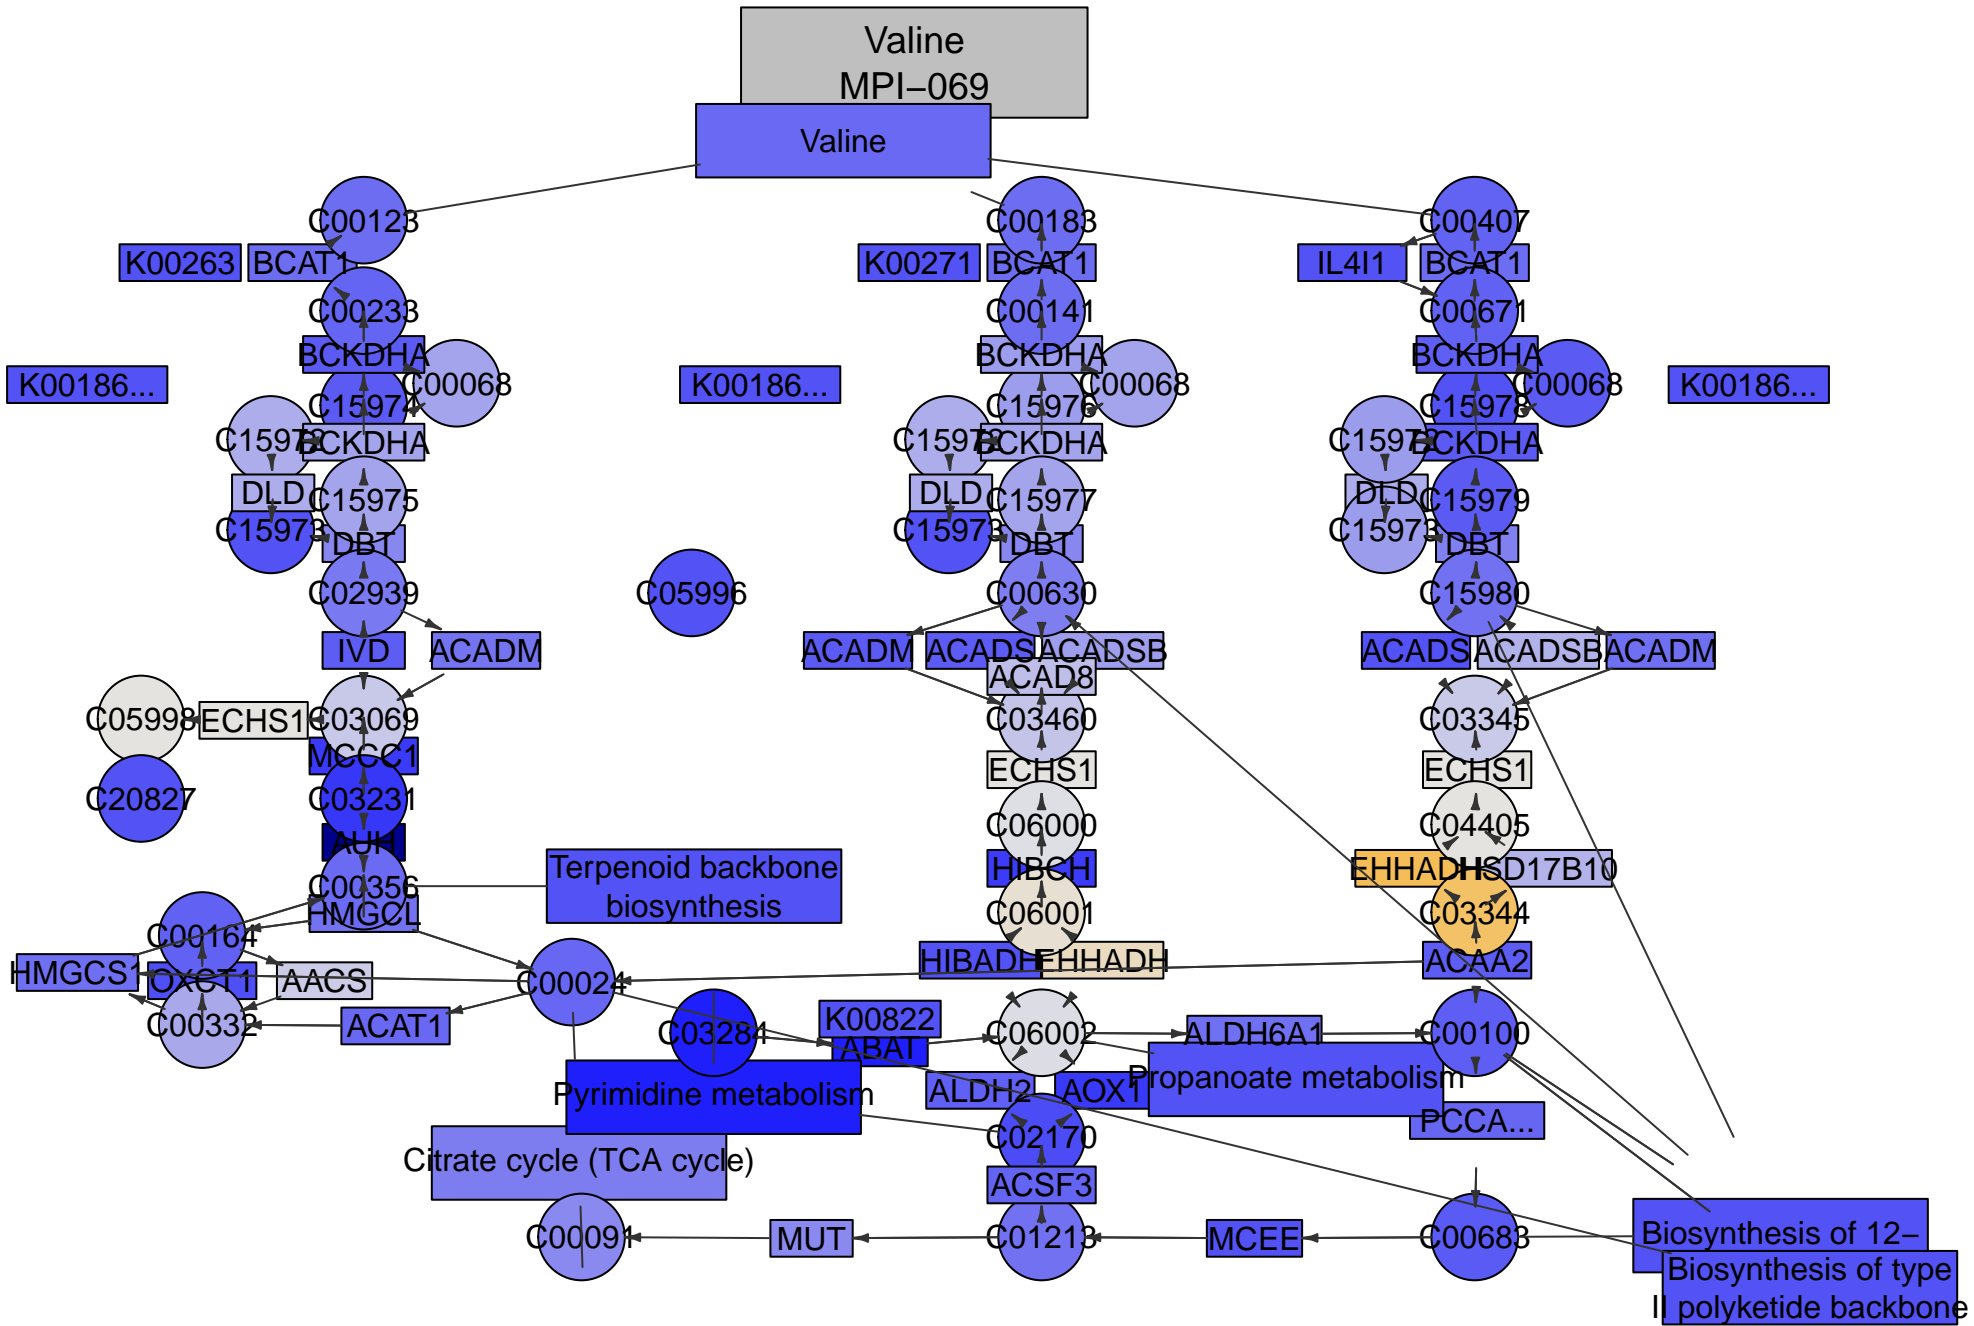 Valine
MPI−069
Valine
C00123
C00183
C00407
K00263
BCAT1
K00271
BCAT1
IL4I1
BCAT1
C00233
C00141
C00671
BCKDHA
BCKDHA
BCKDHA
K00186...
C00068
K00186...
C00068
C00068
K00186...
C15974
C15976
C15978
C15972
BCKDHA
C15972
BCKDHA
C15972
BCKDHA
DLD
C15975
DLD
C15977
DLD
C15979
C15973
DBT
C15973
DBT
C15973
DBT
C02939
C05996
C00630
C15980
IVD
ACADM
ACADM
ACADS
ACADSB
ACADS
ACADSB
ACADM
ACAD8
C05998
ECHS1
C03069
C03460
C03345
MCCC1
ECHS1
ECHS1
C20827
C03231
C06000
C04405
AUH
Terpenoid backbone
biosynthesis
HIBCH
EHHADH
HSD17B10
C00356
HMGCL
C06001
C03344
C00164
HIBADH
EHHADH
ACAA2
HMGCS1
OXCT1
AACS
C00024
C00332
ACAT1
C03284
K00822
ABAT
C06002
ALDH6A1
C00100
Pyrimidine metabolism
ALDH2
AOX1
Propanoate metabolism
PCCA...
C02170
Citrate cycle (TCA cycle)
ACSF3
C00091
MUT
C01213
MCEE
C00683
Biosynthesis of 12−
Biosynthesis of type
II polyketide backbone